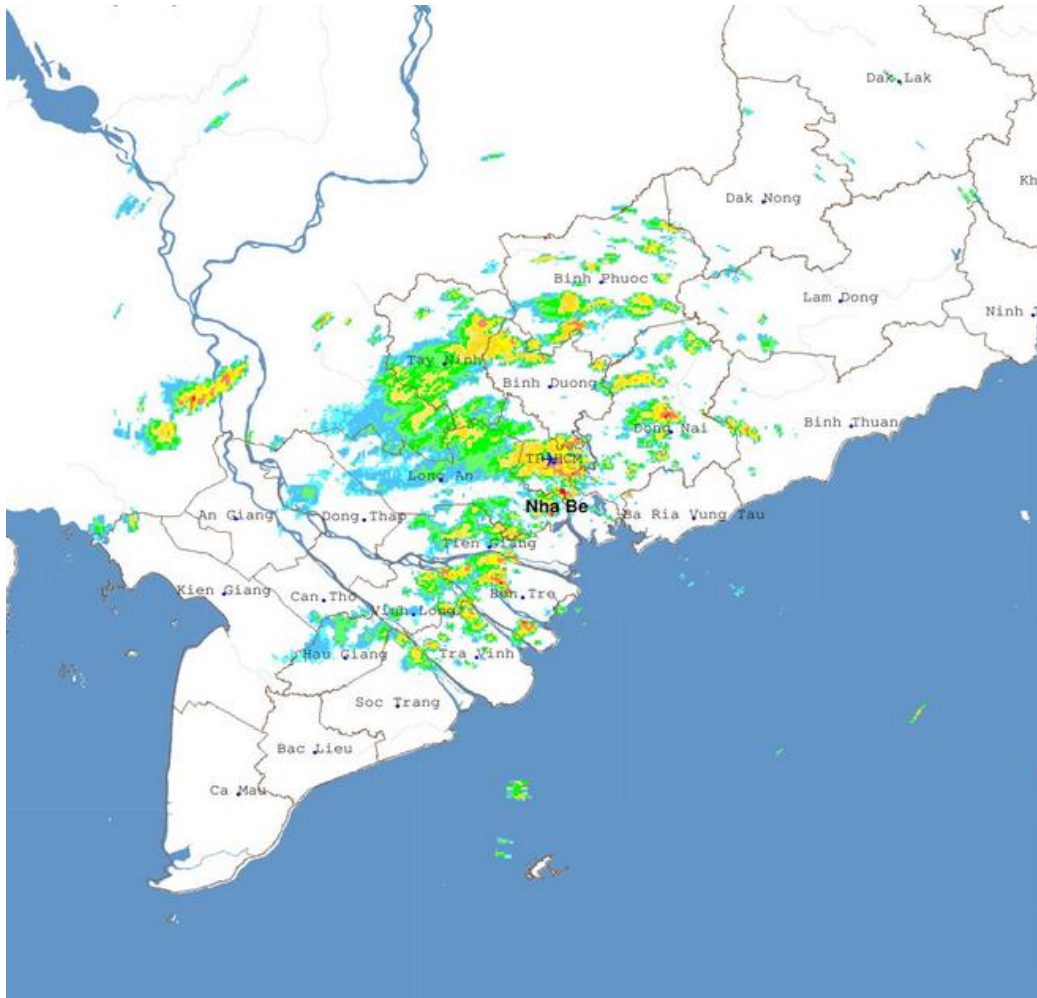 Dak Lak
Kh
Dak Nong
Binh Phuoc
Lam Dong
Ninh T
Tay Ninh
Binh Duong
Dong Nai
Binh Thuan
TP.HCM
Long An
Nha Be
An Giang
Dong Thap
Ba Ria Vung Tau
Tien Giang
Kien Giang
Can Tho
Ben Tre
Vinh Long
Hau Giang
Tra Vinh
Soc Trang
Bac Lieu
Ca Mau